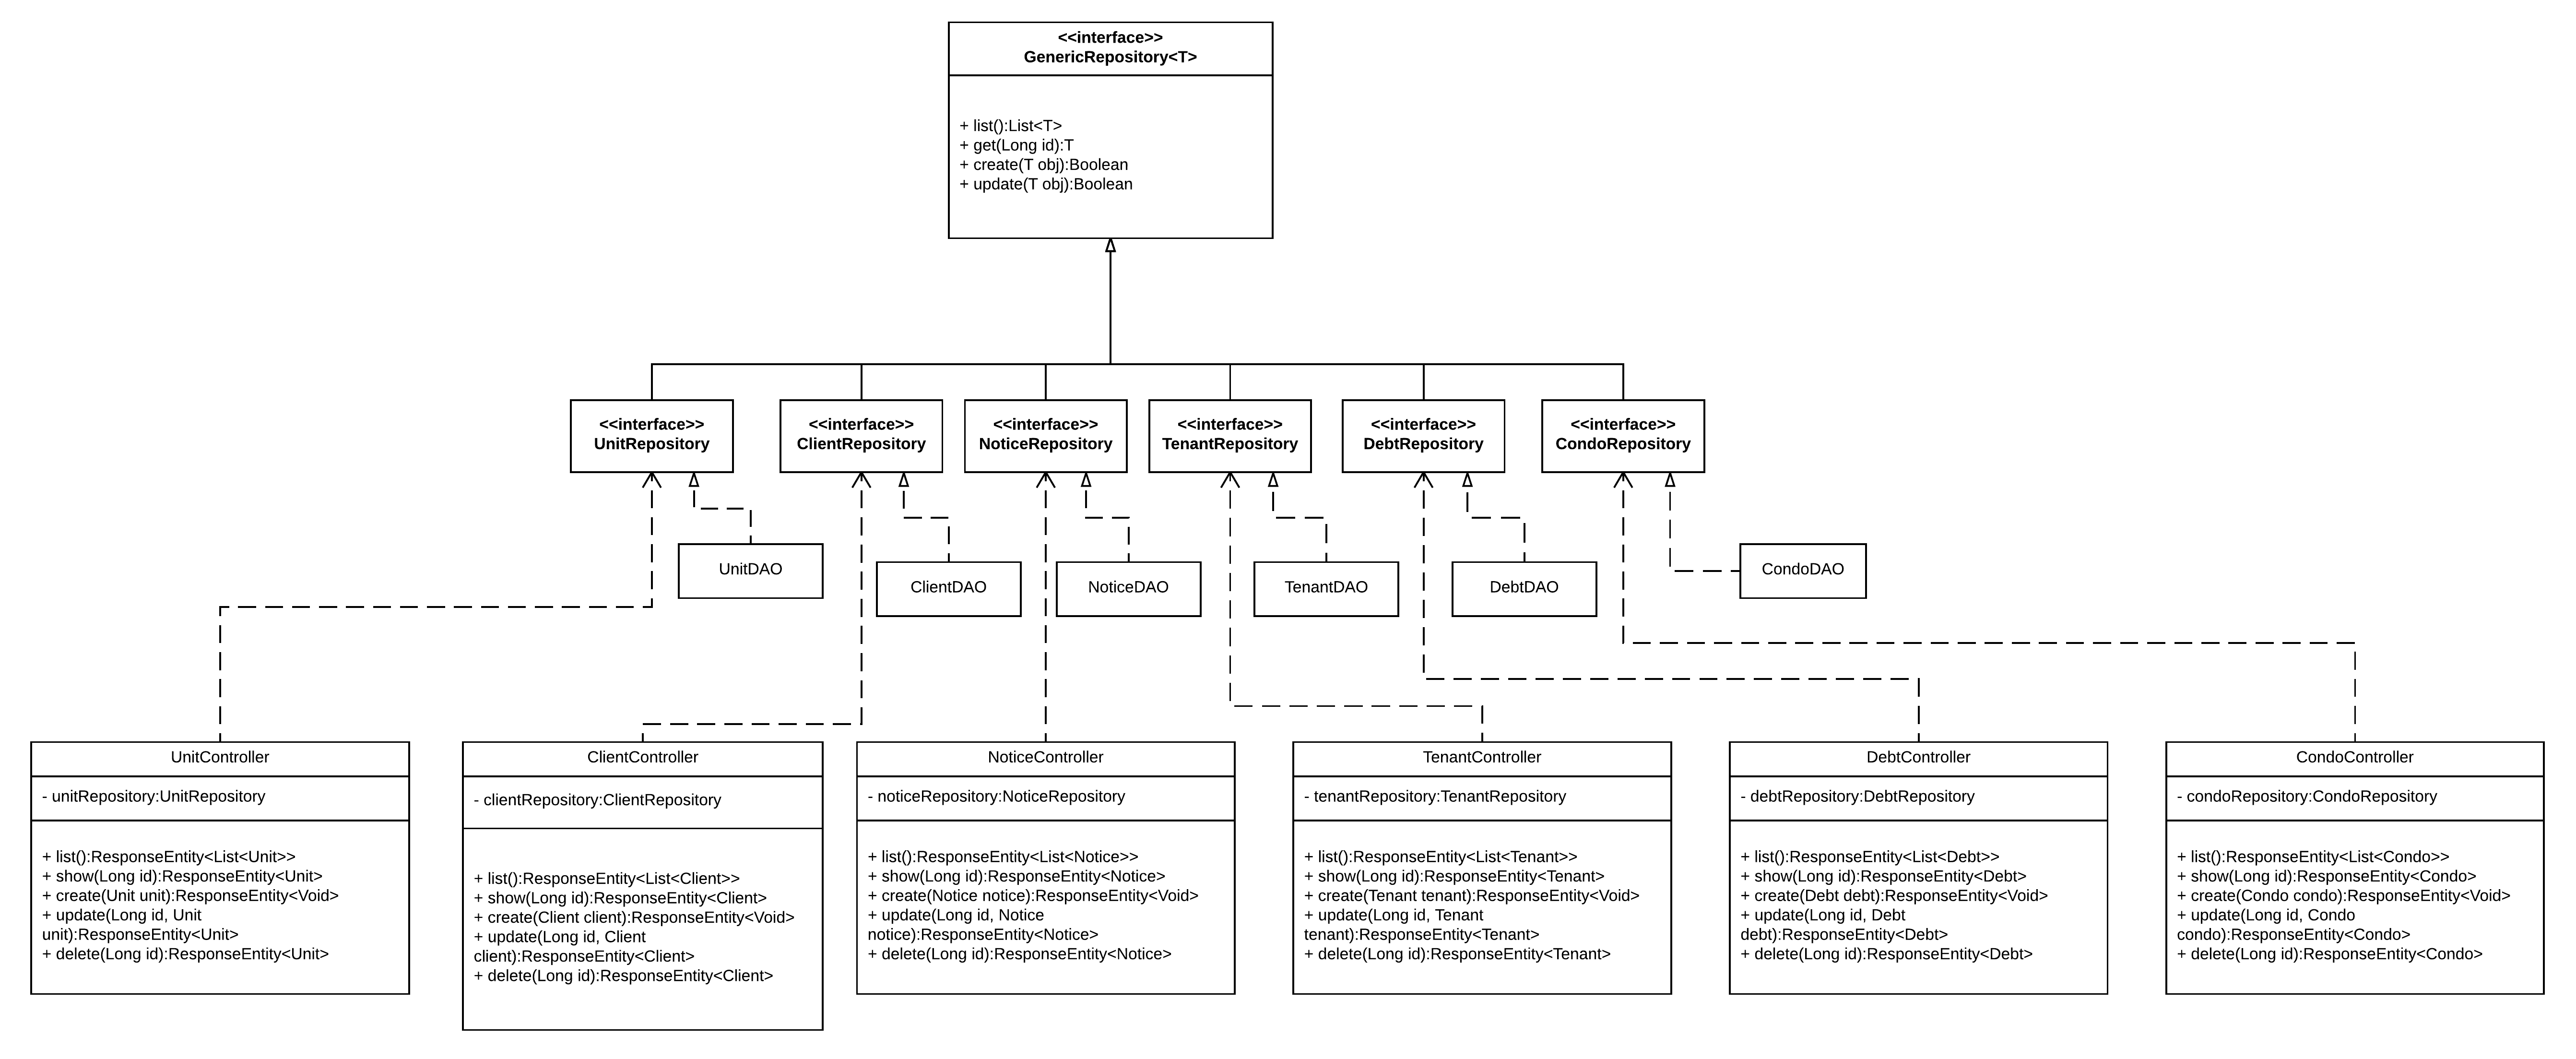 <<interface>>
GenericRepository<T>
+ list():List<T>
+ get(Long id):T
+ create(T obj):Boolean
+ update(T obj):Boolean
<<interface>>
UnitRepository
<<interface>>
ClientRepository
<<interface>>
NoticeRepository
<<interface>>
TenantRepository
<<interface>>
DebtRepository
<<interface>>
CondoRepository
UnitDAO
ClientDAO
NoticeDAO
TenantDAO
DebtDAO
CondoDAO
UnitController
- unitRepository:UnitRepository
+ list():ResponseEntity<List<Unit>>
+ show(Long id):ResponseEntity<Unit>
+ create(Unit unit):ResponseEntity<Void>
+ update(Long id, Unit
unit):ResponseEntity<Unit>
+ delete(Long id):ResponseEntity<Unit>
ClientController
- clientRepository:ClientRepository
+ list():ResponseEntity<List<Client>>
+ show(Long id):ResponseEntity<Client>
+ create(Client client):ResponseEntity<Void>
+ update(Long id, Client
client):ResponseEntity<Client>
+ delete(Long id):ResponseEntity<Client>
NoticeController
- noticeRepository:NoticeRepository
+ list():ResponseEntity<List<Notice>>
+ show(Long id):ResponseEntity<Notice>
+ create(Notice notice):ResponseEntity<Void>
+ update(Long id, Notice
notice):ResponseEntity<Notice>
+ delete(Long id):ResponseEntity<Notice>
TenantController
- tenantRepository:TenantRepository
+ list():ResponseEntity<List<Tenant>>
+ show(Long id):ResponseEntity<Tenant>
+ create(Tenant tenant):ResponseEntity<Void>
+ update(Long id, Tenant
tenant):ResponseEntity<Tenant>
+ delete(Long id):ResponseEntity<Tenant>
DebtController
- debtRepository:DebtRepository
+ list():ResponseEntity<List<Debt>>
+ show(Long id):ResponseEntity<Debt>
+ create(Debt debt):ResponseEntity<Void>
+ update(Long id, Debt
debt):ResponseEntity<Debt>
+ delete(Long id):ResponseEntity<Debt>
CondoController
- condoRepository:CondoRepository
+ list():ResponseEntity<List<Condo>>
+ show(Long id):ResponseEntity<Condo>
+ create(Condo condo):ResponseEntity<Void>
+ update(Long id, Condo
condo):ResponseEntity<Condo>
+ delete(Long id):ResponseEntity<Condo>